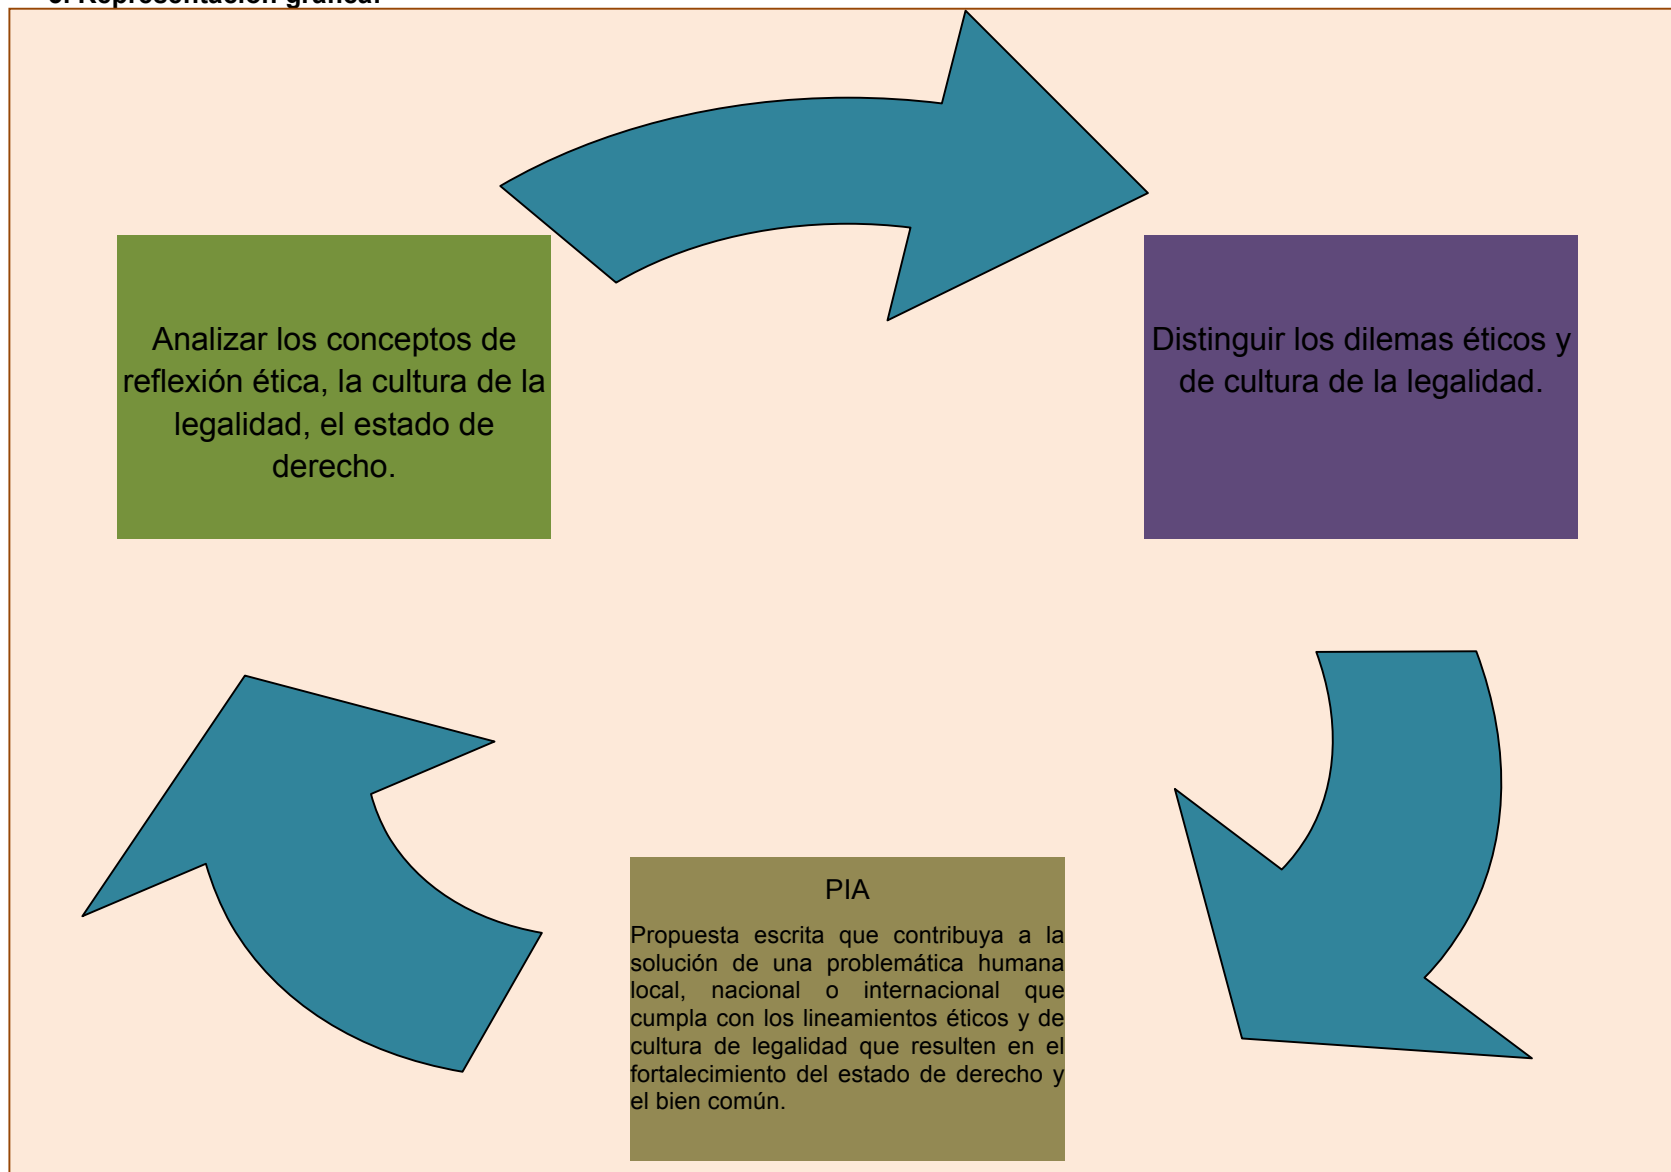 Representación gráfica.
Analizar los conceptos de
reflexión ética, la cultura de la
legalidad, el estado de
derecho.
Distinguir los dilemas éticos y
de cultura de la legalidad.
PIA
Propuesta escrita que contribuya a la
solución de una problemática humana
local, nacional o internacional que
cumpla con los lineamientos éticos y de
cultura de legalidad que resulten en el
fortalecimiento del estado de derecho y
el bien común.